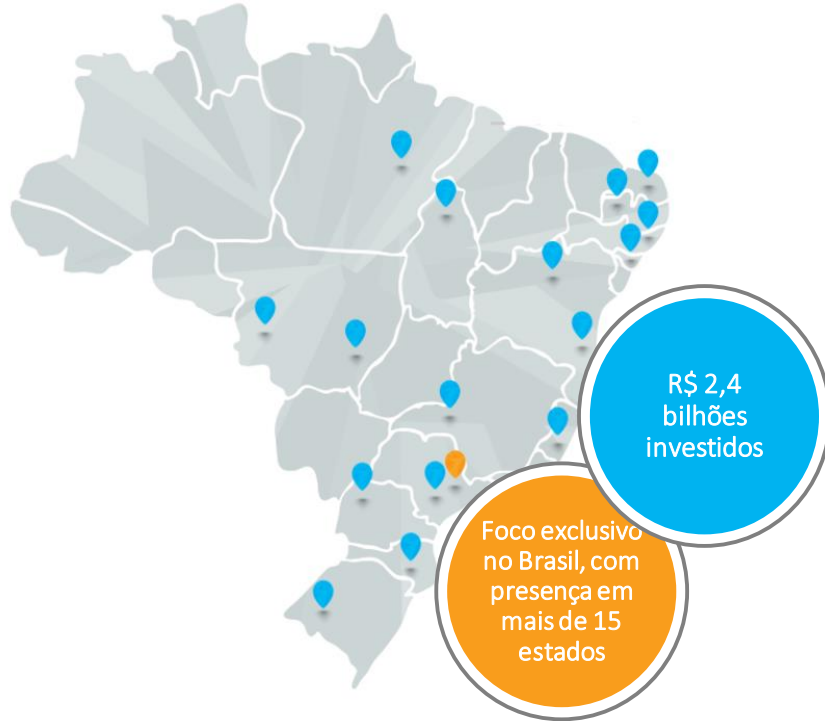 R$ 2,4
bilhões
investidos
Foco exclusivo
no Brasil, com
presença em
mais de 15
estados